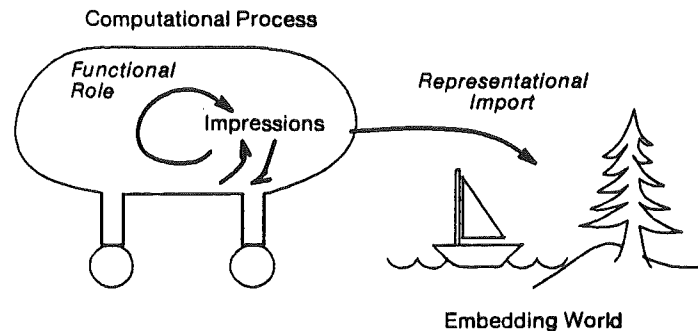 Computational Process
Functional
Role
Impressions
Representational
Import
Embedding World